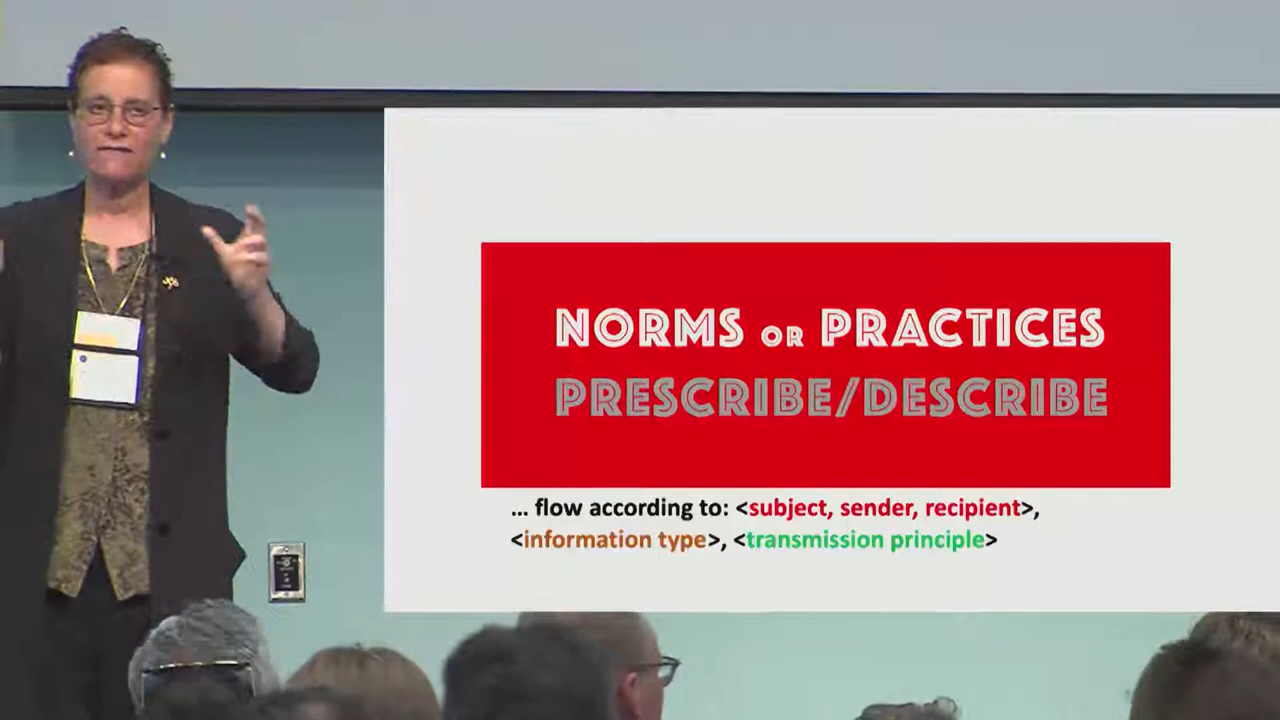 NORMS OR PRACTICES
PRESCRIBE/DESCRIBE
... flow according to: <subject, sender, recipient>,
<information type>, <transmission principle>